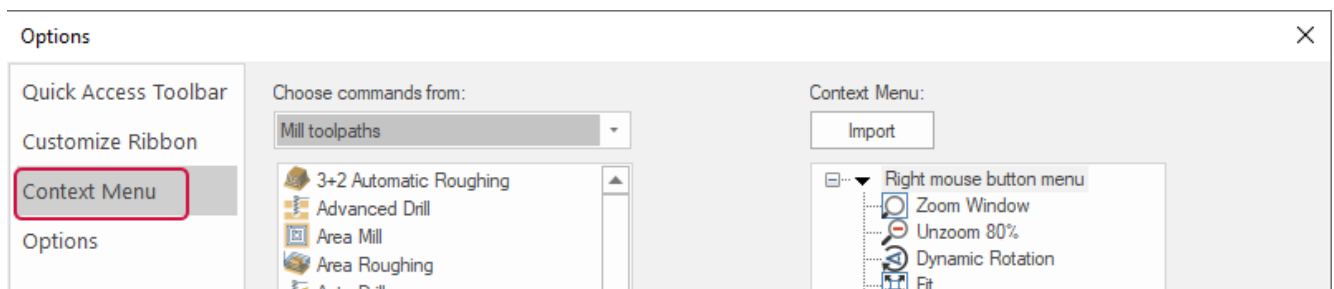 Options
Quick Access Toolbar
Customize Ribbon
Context Menu
Options
Choose commands from:
Mill toolpaths
3+2 Automatic Roughing
Advanced Drill
Area Mill
Area Roughing
Context Menu:
Import
Right mouse button menu
Zoom Window
Unzoom 80%
Dynamic Rotation
Fit